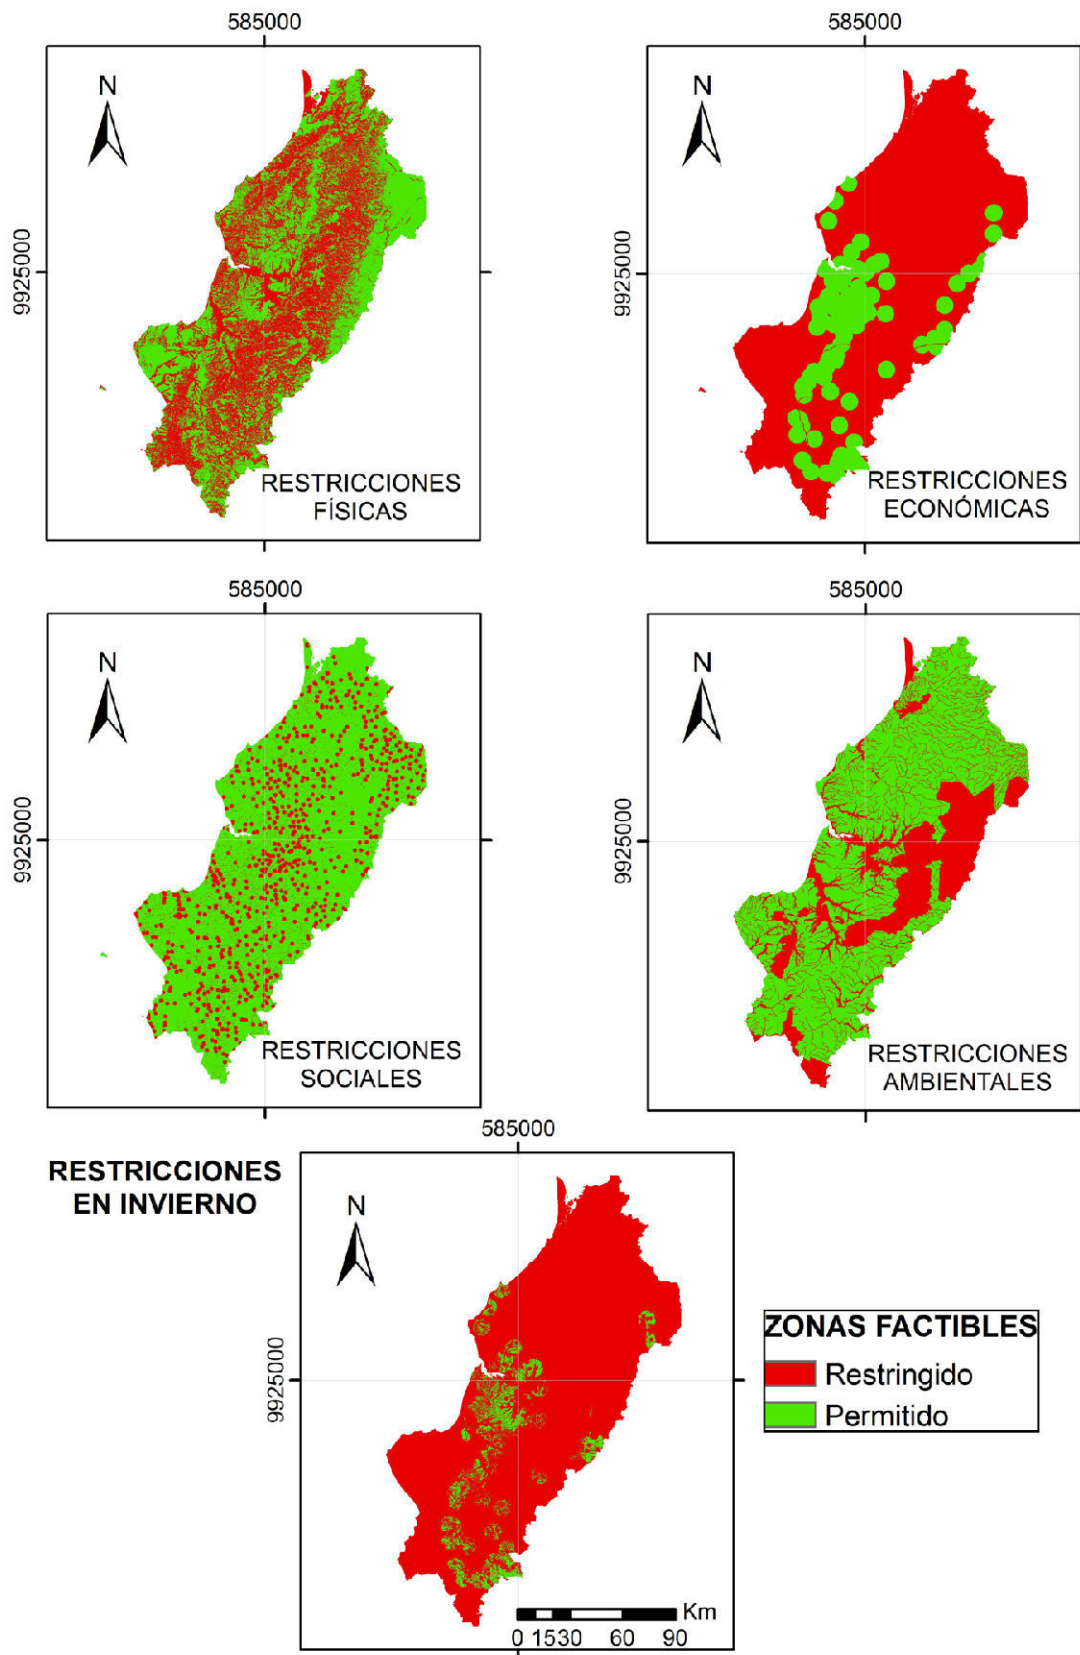 585000
585000
N
N
9925000
9925000
RESTRICCIONES
FÍSICAS
RESTRICCIONES
ECONÓMICAS
585000
585000
N
N
9925000
9925000
RESTRICCIONES
SOCIALES
RESTRICCIONES
AMBIENTALES
585000
RESTRICCIONES
EN INVIERNO
N
9925000
ZONAS FACTIBLES
Restringido
Permitido
Km
0 1530 60 90